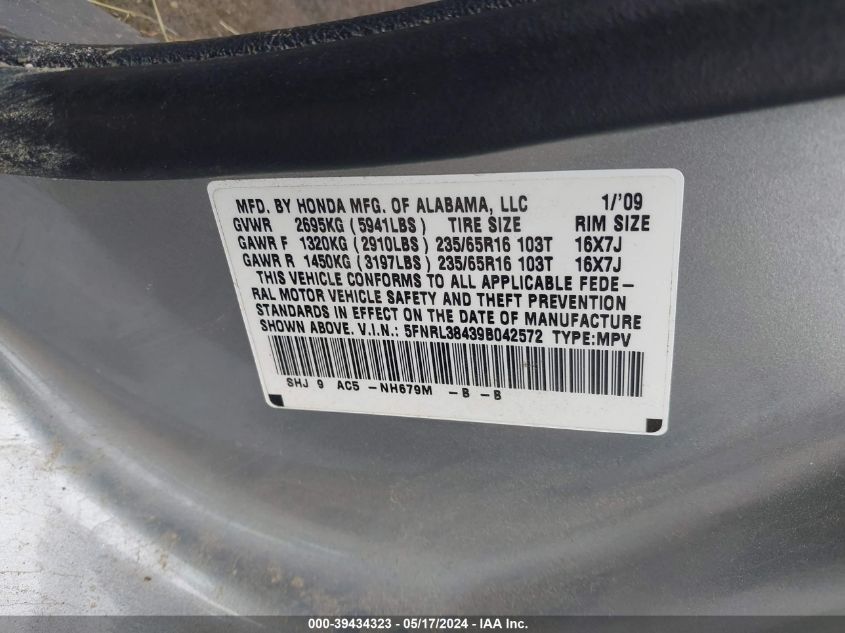 MFD. BY HONDA MFG. OF ALABAMA, LLC 1/'09
GVWR 2695KG (5941LBS) TIRE SIZE RIM SIZE
GAWR F 1320KG (2910LBS) 235/65R16 103T 16X7J
GAWR R 1450KG (3197LBS) 235/65R16 103T 16X7J
THIS VEHICLE CONFORMS TO ALL APPLICABLE FEDE-
RAL MOTOR VEHICLE SAFETY AND THEFT PREVENTION
STANDARDS IN EFFECT ON THE DATE OF MANUFACTURE
SHOWN ABOVE. V.I.N.: 5FNRL38439B042572 TYPE:MPV
SHJ 9 AC5 -NH679M -B -B
000-39434323 - 05/17/2024 - IAA Inc.